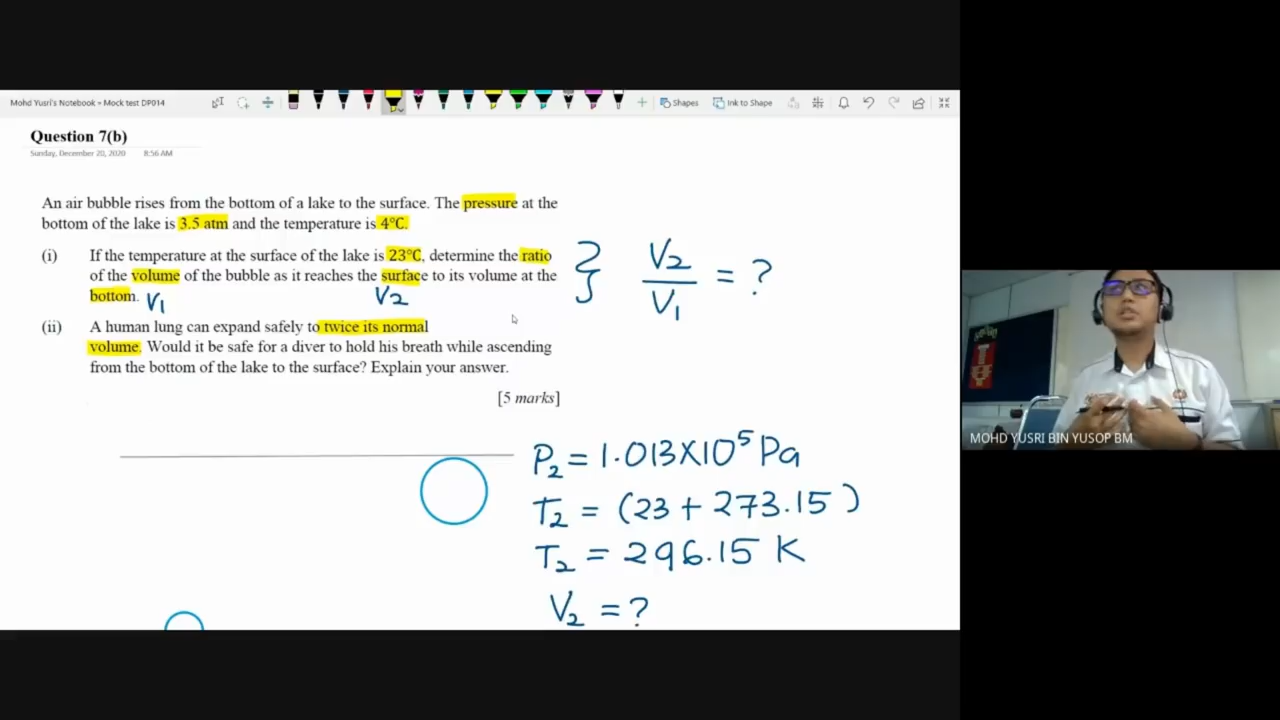 Mohd Yusri's Notebook » Mock test DP014
Shapes
Ink to Shape
Question 7(b)
Sunday, December 20, 2020 8:56 AM
An air bubble rises from the bottom of a lake to the surface. The pressure at the
bottom of the lake is 3.5 atm and the temperature is 4°C.
(i) If the temperature at the surface of the lake is 23°C, determine the ratio
of the volume of the bubble as it reaches the surface to its volume at the
bottom. V1 V2
V2/V1 = ?
(ii) A human lung can expand safely to twice its normal
volume. Would it be safe for a diver to hold his breath while ascending
from the bottom of the lake to the surface? Explain your answer.
[5 marks]
P2 = 1.013X10^5 Pa
T2 = (23 + 273.15)
T2 = 296.15 K
V2 = ?
MOHD YUSRI BIN YUSOP BM